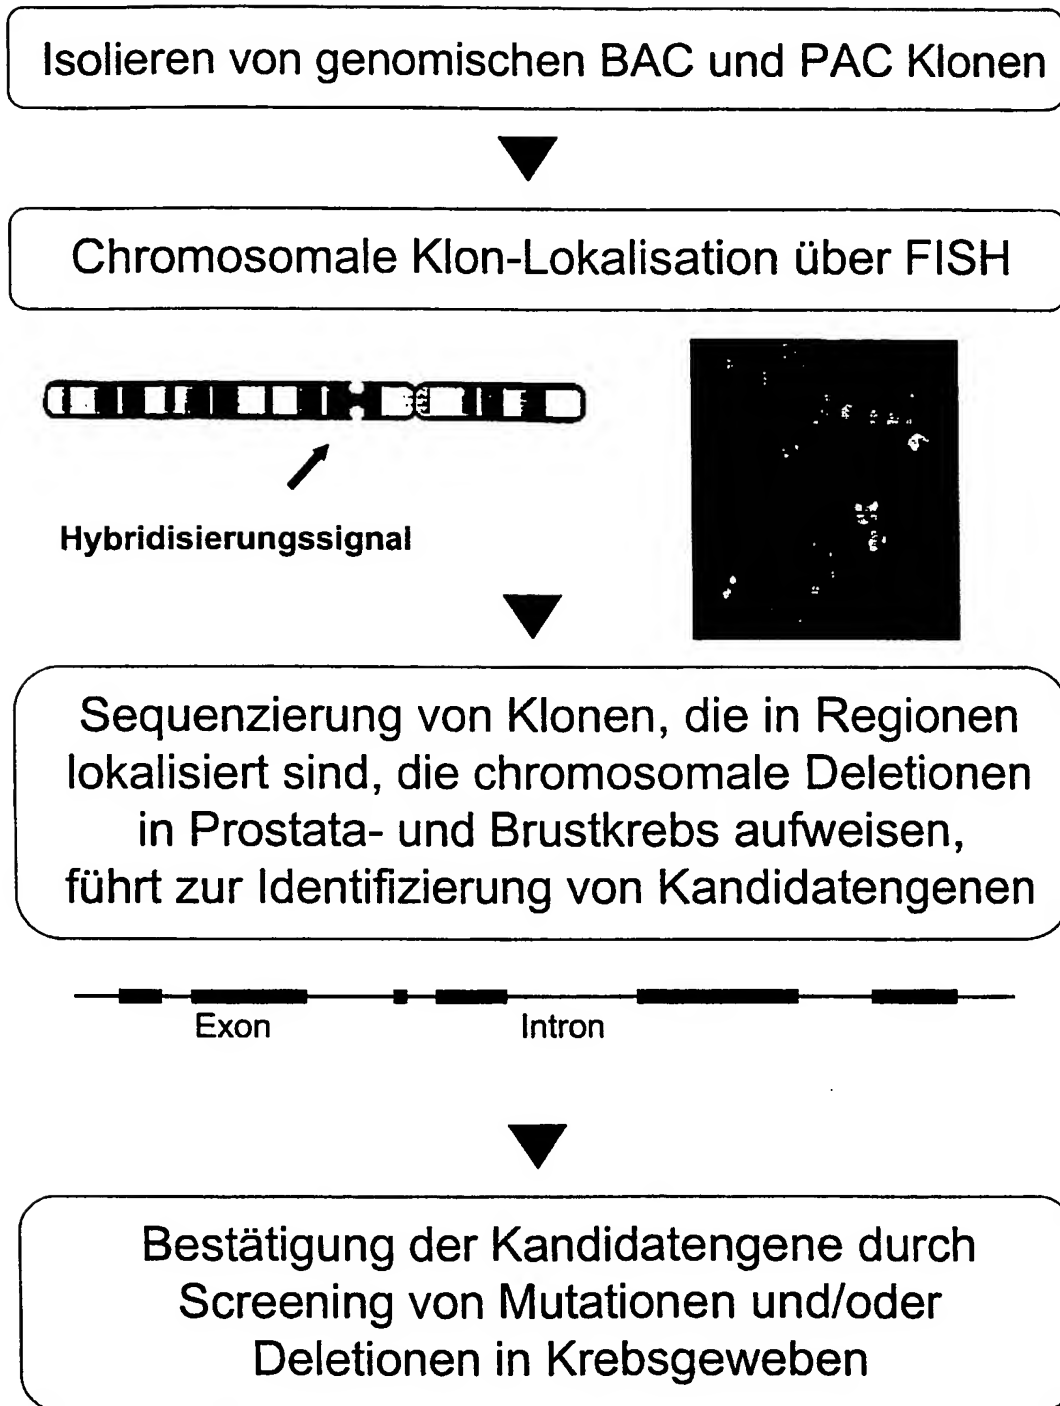 Isolieren von genomischen BAC und PAC Klonen
Chromosomale Klon-Lokalisation über FISH
Hybridisierungssignal
Sequenzierung von Klonen, die in Regionen
lokalisiert sind, die chromosomale Deletionen
in Prostata- und Brustkrebs aufweisen,
führt zur Identifizierung von Kandidatengenen
Exon
Intron
Bestätigung der Kandidatengene durch
Screening von Mutationen und/oder
Deletionen in Krebsgeweben